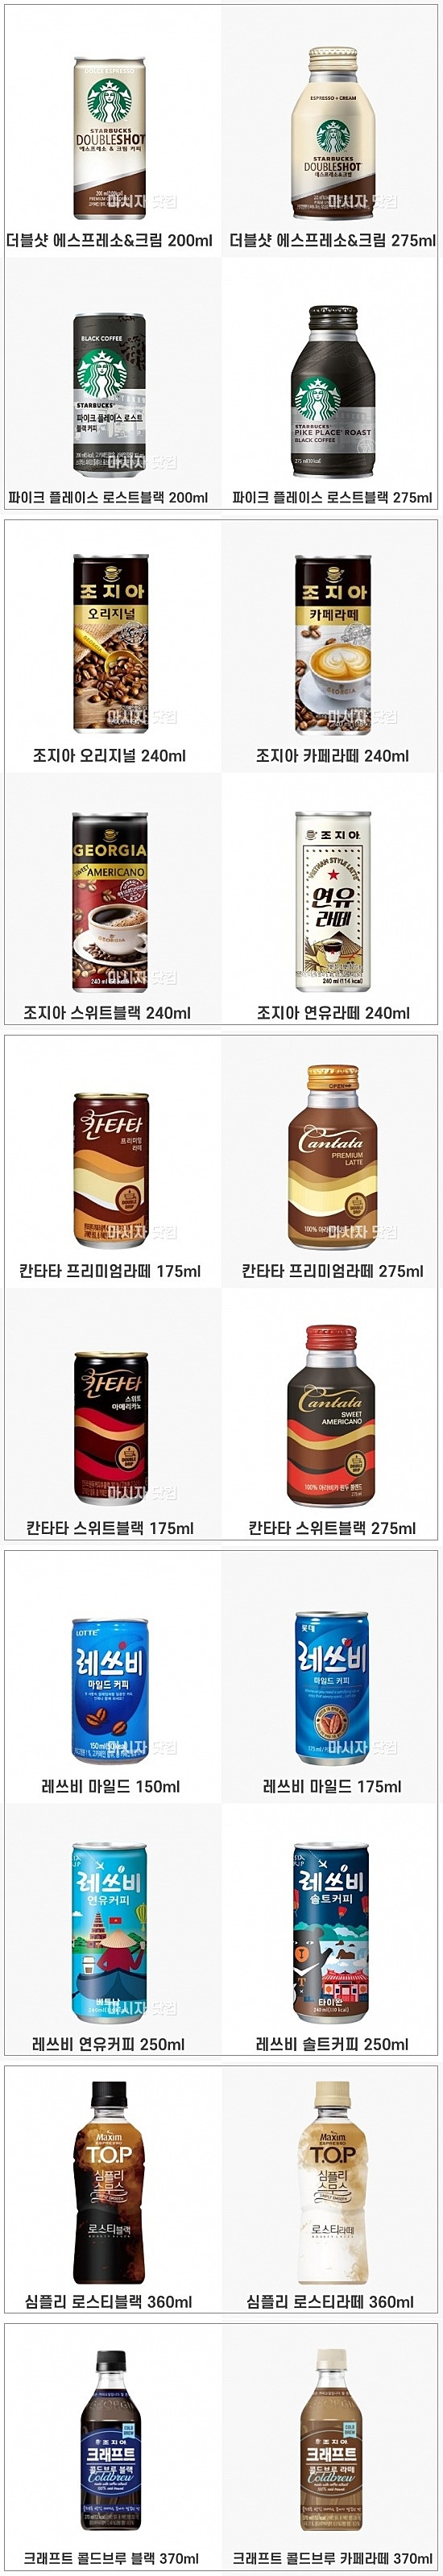 DOLCE ESPRESSO
STARBUCKS
DOUBLESHOT
에스프레소 & 크림 커피
마시자 닷컴
더블샷 에스프레소&크림 200ml
ESPRESSO + CREAM
STARBUCKS
DOUBLESHOT
에스프레소&크림
마시자 닷컴
더블샷 에스프레소&크림 275ml
BLACK COFFEE
STARBUCKS
파이크 플레이스 로스트
블랙 커피
마시자 닷컴
파이크 플레이스 로스트블랙 200ml
STARBUCKS
PIKE PLACE ROAST
BLACK COFFEE
마시자 닷컴
파이크 플레이스 로스트블랙 275ml
조지아
오리지널
마시자 닷컴
조지아 오리지널 240ml
조지아
카페라떼
GEORGIA
마시자 닷컴
조지아 카페라떼 240ml
GEORGIA
SWEET
AMERICANO
GEORGIA
마시자 닷컴
조지아 스위트블랙 240ml
조지아
VIETNAM STYLE LATTE
연유
라떼
240 ml (114 kcal)
조지아 연유라떼 240ml
칸타타
프리미엄
라떼
마시자 닷컴
칸타타 프리미엄라떼 175ml
OPEN
Cantata
PREMIUM
LATTE
마시자 닷컴
칸타타 프리미엄라떼 275ml
칸타타
스위트
아메리카노
마시자 닷컴
칸타타 스위트블랙 175ml
Cantata
SWEET
AMERICANO
100% 아라비카 원두 블렌드
칸타타 스위트블랙 275ml
LOTTE
레쓰비
마일드 커피
마시자 닷컴
레쓰비 마일드 150ml
롯데
레쓰비
마일드 커피
마시자 닷컴
레쓰비 마일드 175ml
레쓰비
연유커피
베트남
마시자 닷컴
레쓰비 연유커피 250ml
레쓰비
솔트커피
타이완
레쓰비 솔트커피 250ml
Maxim
T.O.P
심플리
스무스
로스티블랙
심플리 로스티블랙 360ml
Maxim
T.O.P
심플리
스무스
로스티라떼
심플리 로스티라떼 360ml
조지아
크래프트
콜드브루 블랙
Coldbrew
크래프트 콜드브루 블랙 370ml
COLD BREW
조지아
크래프트
콜드브루 라떼
Coldbrew
크래프트 콜드브루 카페라떼 370ml